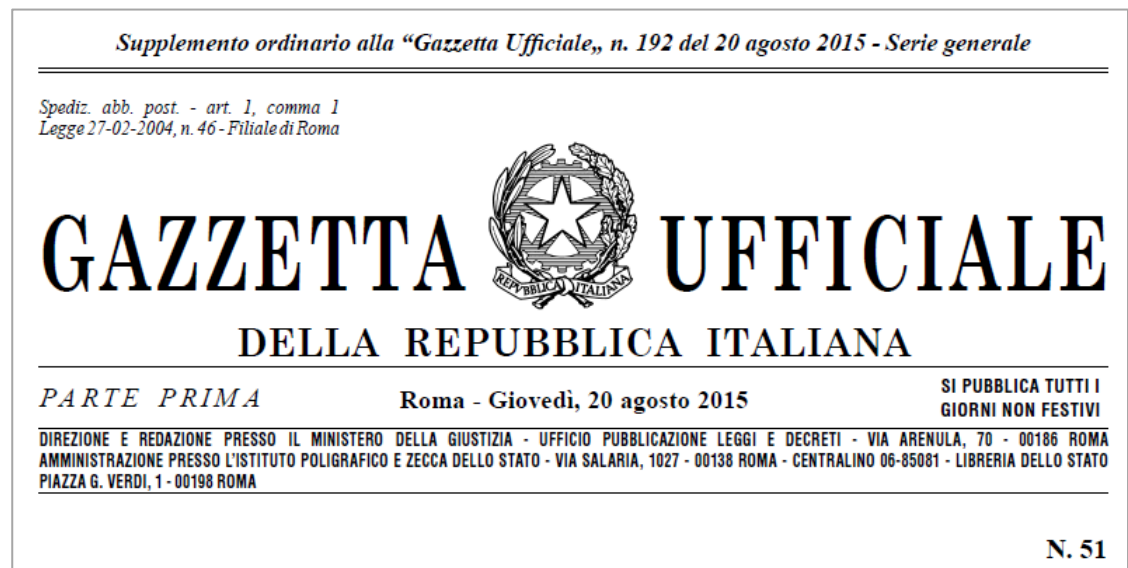 Supplemento ordinario alla “Gazzetta Ufficiale„ n. 192 del 20 agosto 2015 - Serie generale
Spediz. abb. post. - art. 1, comma 1
Legge 27-02-2004, n. 46 - Filiale di Roma
GAZZETTA UFFICIALE
REPVBBLICA ITALIANA
DELLA REPUBBLICA ITALIANA
PARTE PRIMA
Roma - Giovedì, 20 agosto 2015
SI PUBBLICA TUTTI I
GIORNI NON FESTIVI
DIREZIONE E REDAZIONE PRESSO IL MINISTERO DELLA GIUSTIZIA - UFFICIO PUBBLICAZIONE LEGGI E DECRETI - VIA ARENULA, 70 - 00186 ROMA
AMMINISTRAZIONE PRESSO L'ISTITUTO POLIGRAFICO E ZECCA DELLO STATO - VIA SALARIA, 1027 - 00138 ROMA - CENTRALINO 06-85081 - LIBRERIA DELLO STATO
PIAZZA G. VERDI, 1 - 00198 ROMA
N. 51